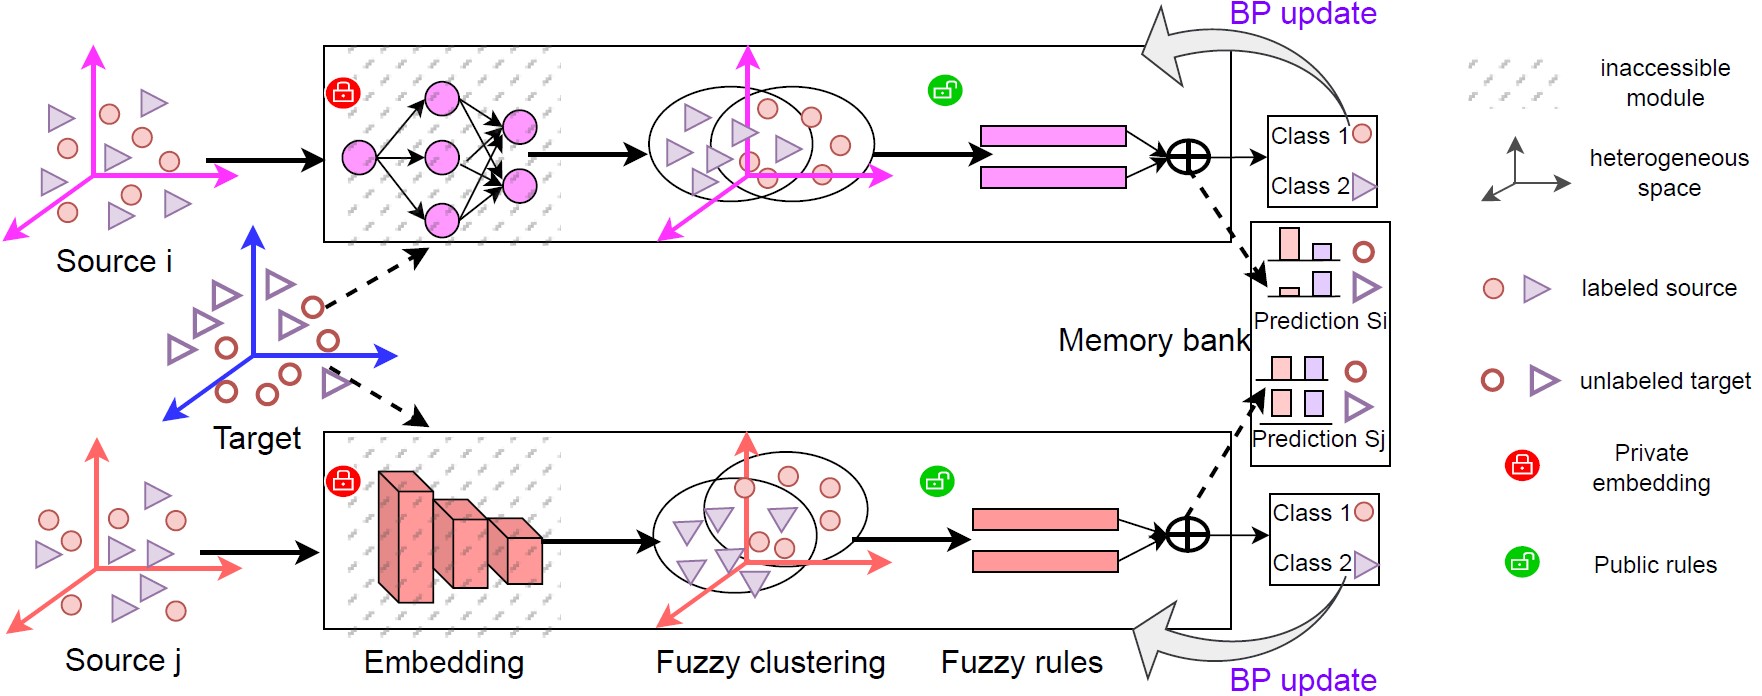 BP update
Source i
Class 1
Class 2
Target
Memory bank
Prediction Si
Prediction Sj
Source j
Embedding
Fuzzy clustering
Fuzzy rules
Class 1
Class 2
BP update
inaccessible
module
heterogeneous
space
labeled source
unlabeled target
Private
embedding
Public rules